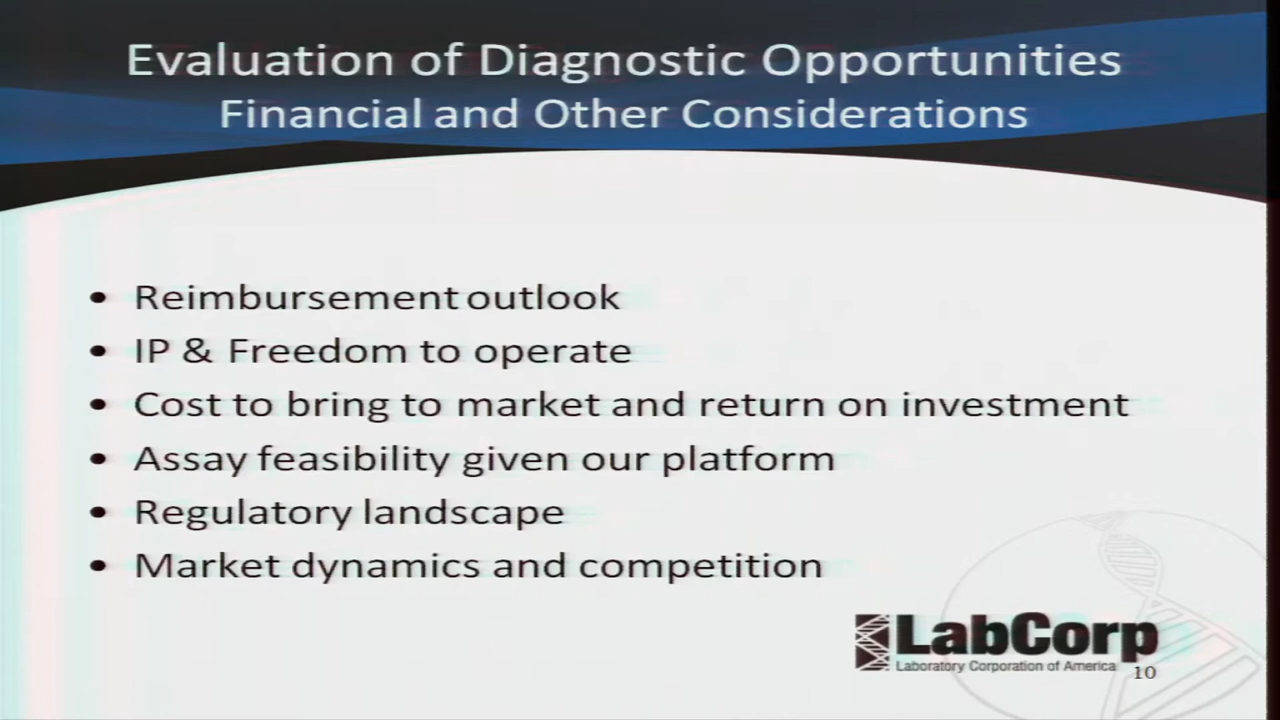 Evaluation of Diagnostic Opportunities
Financial and Other Considerations
• Reimbursement outlook
• IP & Freedom to operate
• Cost to bring to market and return on investment
• Assay feasibility given our platform
• Regulatory landscape
• Market dynamics and competition
LabCorp
Laboratory Corporation of America
10